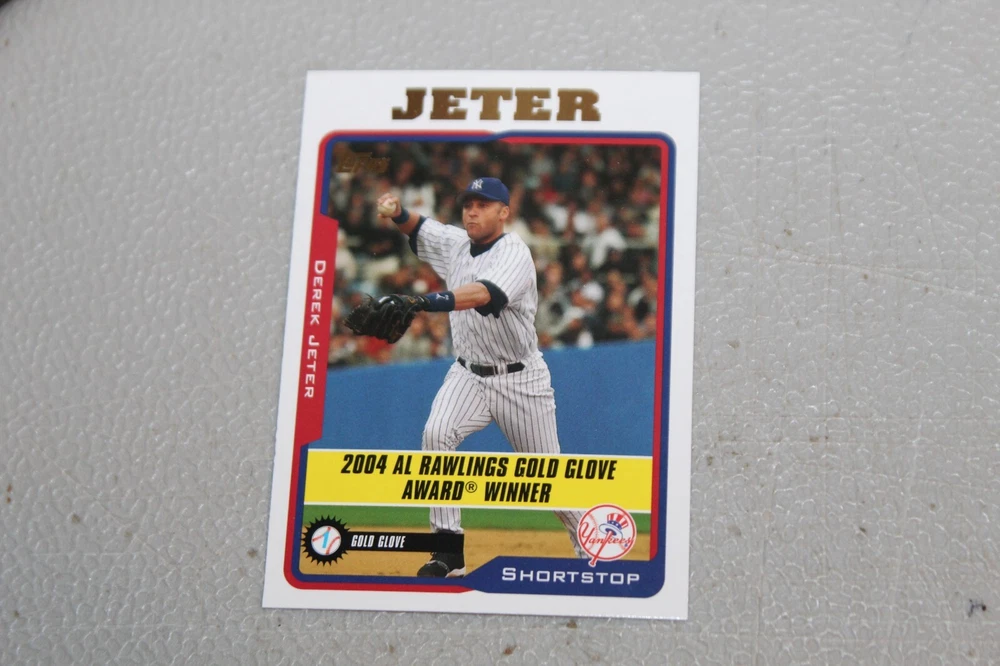 JETER
Topps
DEREK JETER
2004 AL RAWLINGS GOLD GLOVE
AWARD® WINNER
GOLD GLOVE
Yankees
SHORTSTOP